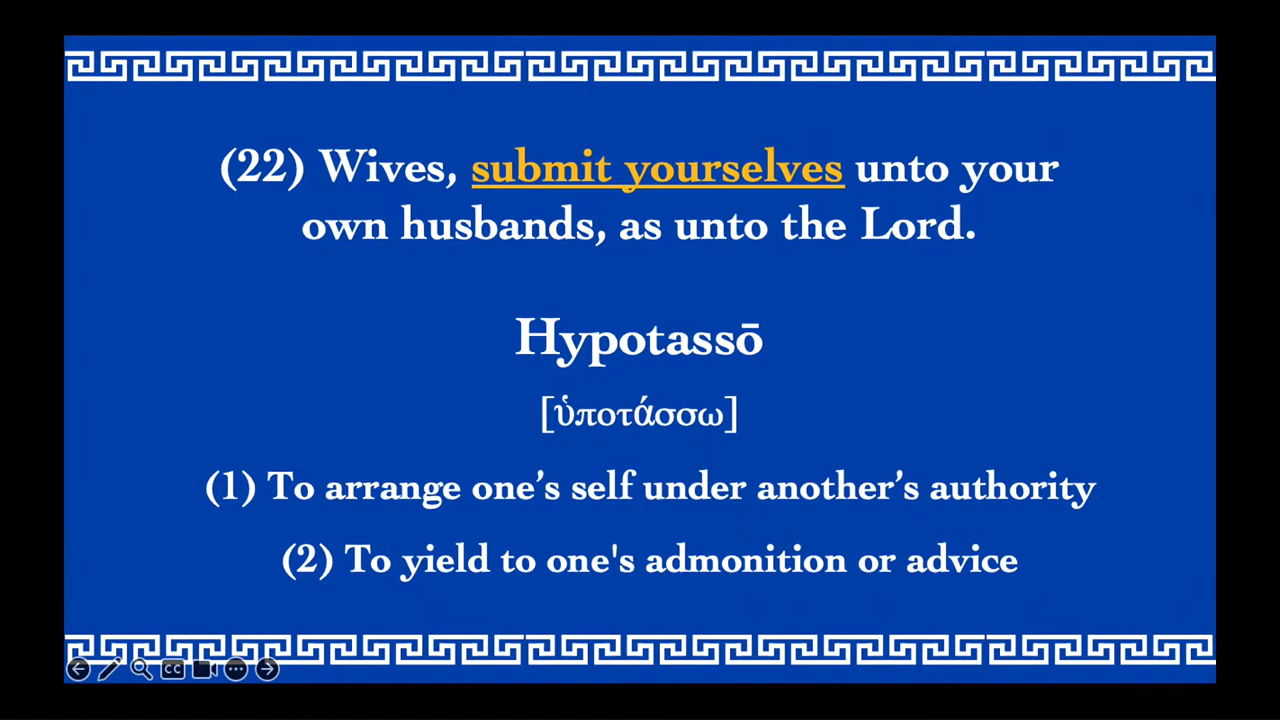 (22) Wives, submit yourselves unto your
own husbands, as unto the Lord.
Hypotassō
[ὑποτάσσω]
(1) To arrange one’s self under another’s authority
(2) To yield to one's admonition or advice
CC